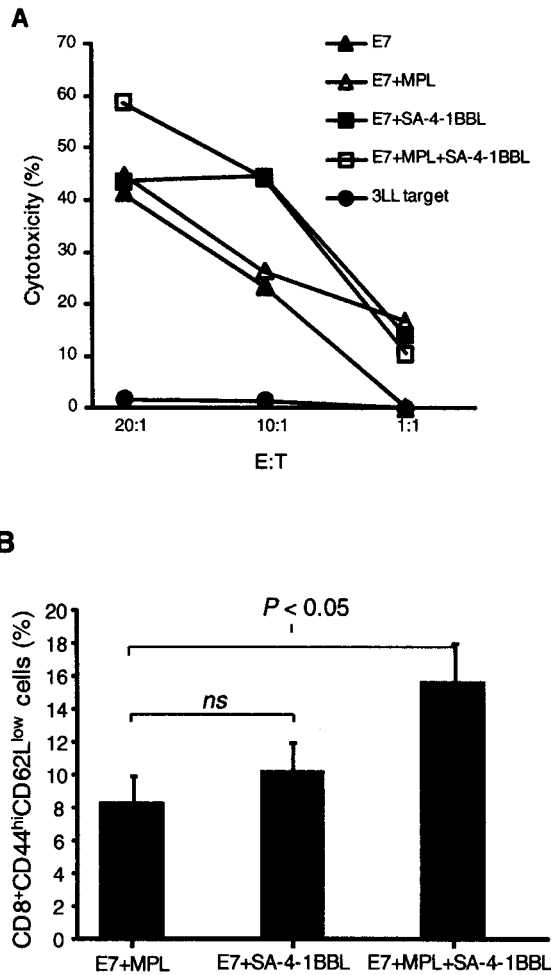 A
70
60
50
40
30
20
10
0
Cytotoxicity (%)
20:1
10:1
1:1
E:T
E7
E7+MPL
E7+SA-4-1BBL
E7+MPL+SA-4-1BBL
3LL target
B
20
18
16
14
12
10
8
6
4
2
0
CD8+CD44hiCD62Llow cells (%)
P < 0.05
ns
E7+MPL
E7+SA-4-1BBL
E7+MPL+SA-4-1BBL